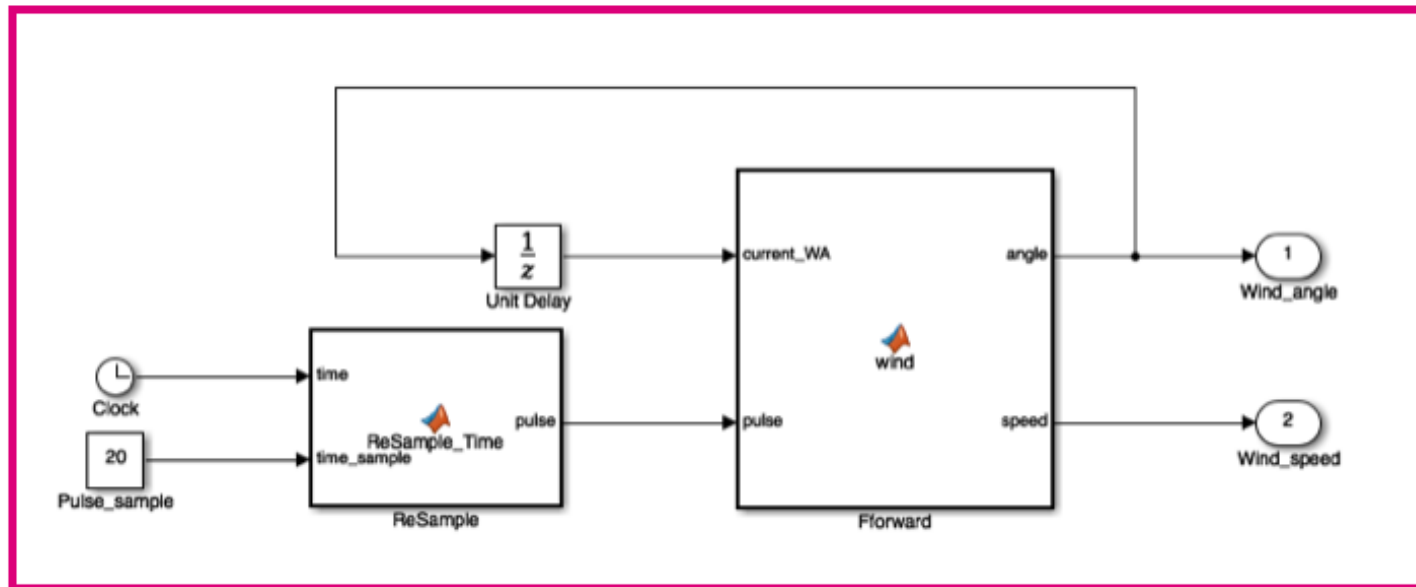 1
z
Unit Delay
current_WA
angle
1
Wind_angle
wind
Clock
time
ReSample_Time
pulse
pulse
speed
2
Wind_speed
20
time_sample
Pulse_sample
ReSample
Fforward